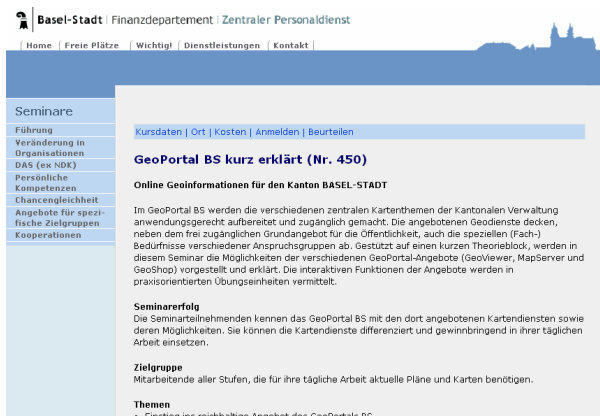 Basel-Stadt | Finanzdepartement | Zentraler Personaldienst
Home | Freie Plätze | Wichtig! | Dienstleistungen | Kontakt |
Seminare
Führung
Veränderung in
Organisationen
DAS (ex NDK)
Persönliche
Kompetenzen
Chancengleichheit
Angebote für spezi-
fische Zielgruppen
Kooperationen
Kursdaten | Ort | Kosten | Anmelden | Beurteilen
GeoPortal BS kurz erklärt (Nr. 450)
Online Geoinformationen für den Kanton BASEL-STADT
Im GeoPortal BS werden die verschiedenen zentralen Kartenthemen der Kantonalen Verwaltung
anwendungsgerecht aufbereitet und zugänglich gemacht. Die angebotenen Geodienste decken,
neben dem frei zugänglichen Grundangebot für die Öffentlichkeit, auch die speziellen (Fach-)
Bedürfnisse verschiedener Anspruchsgruppen ab. Gestützt auf einen kurzen Theorieblock, werden in
diesem Seminar die Möglichkeiten der verschiedenen GeoPortal-Angebote (GeoViewer, MapServer und
GeoShop) vorgestellt und erklärt. Die interaktiven Funktionen der Angebote werden in
praxisorientierten Übungseinheiten vermittelt.
Seminarerfolg
Die Seminarteilnehmenden kennen das GeoPortal BS mit den dort angebotenen Kartendiensten sowie
deren Möglichkeiten. Sie können die Kartendienste differenziert und gewinnbringend in ihrer täglichen
Arbeit einsetzen.
Zielgruppe
Mitarbeitende aller Stufen, die für ihre tägliche Arbeit aktuelle Pläne und Karten benötigen.
Themen
• Einstieg ins reichhaltige Angebot des GeoPortals BS